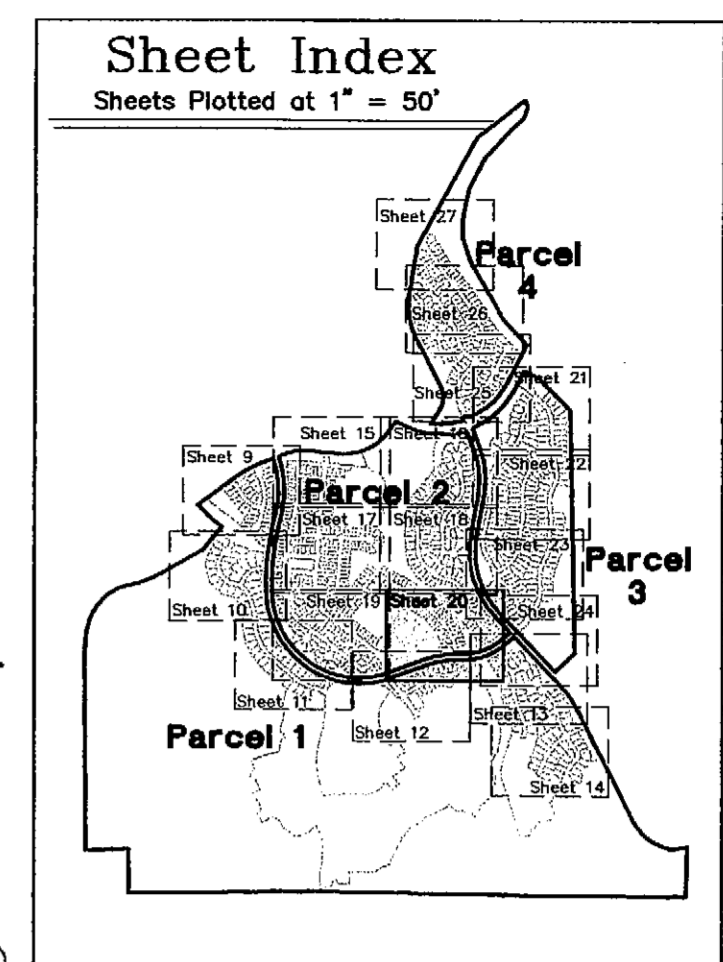 Sheet Index
Sheets Plotted at 1" = 50'
Sheet 27
Parcel
4
Sheet 26
Sheet 25
Sheet 21
Sheet 15
Sheet 16
Sheet 9
Sheet 22
Parcel 2
Sheet 17
Sheet 18
Sheet 23
Parcel
3
Sheet 10
Sheet 19
Sheet 20
Sheet 24
Sheet 11
Sheet 12
Sheet 13
Parcel 1
Sheet 14